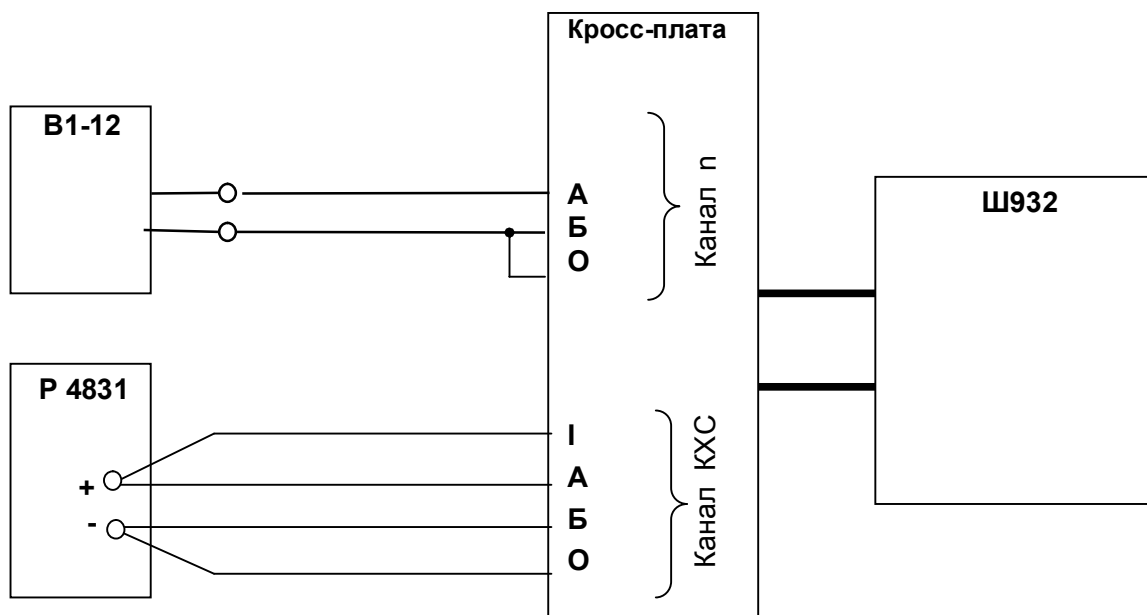 Кросс-плата
В1-12
А
Б
О
Канал n
Ш932
Р 4831
+
-
I
А
Б
О
Канал КХС